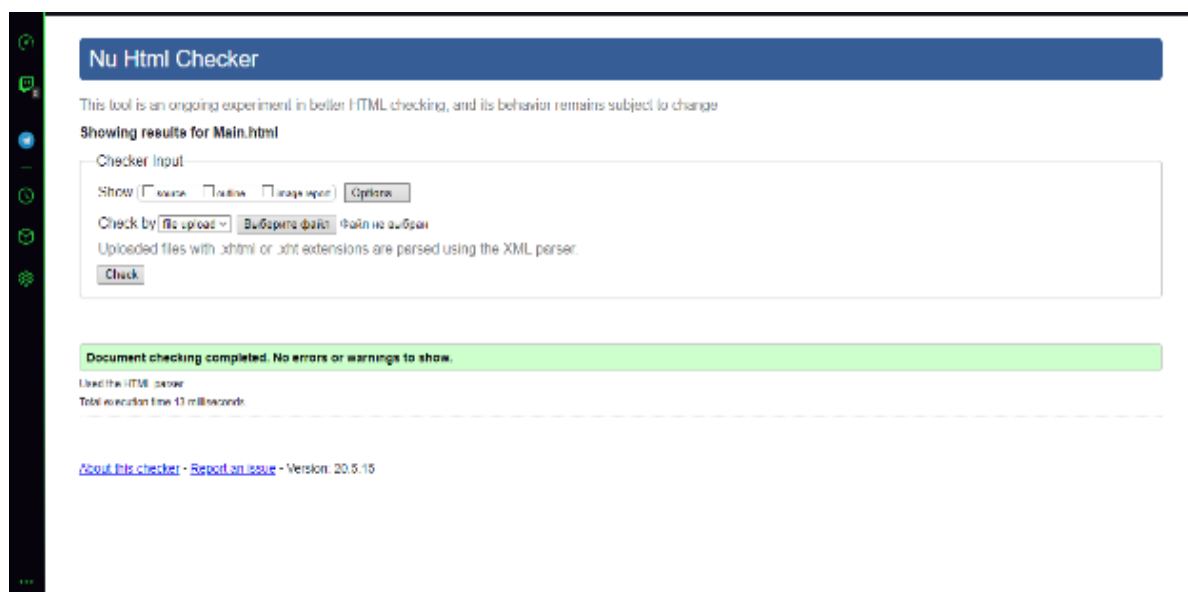 Nu Html Checker
This tool is an ongoing experiment in better HTML checking, and its behavior remains subject to change
Showing results for Main.html
Checker Input
Show source outline image report Options...
Check by file upload Выберите файл Файл не выбран
Uploaded files with .xhtml or .xht extensions are parsed using the XML parser.
Check
Document checking completed. No errors or warnings to show.
Used the HTML parser
Total execution time 13 milliseconds.
About this checker - Report an issue - Version: 20.5.15